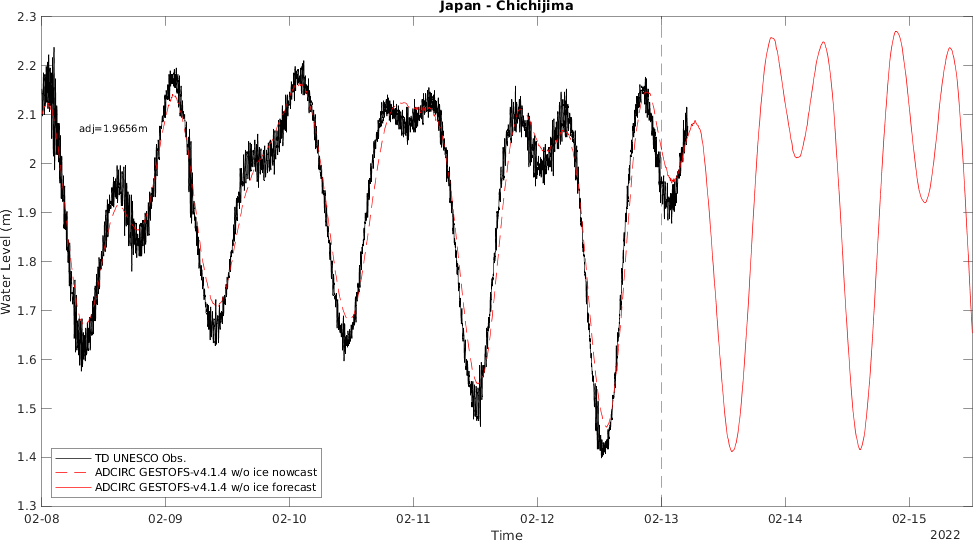 Japan - Chichijima
2.3
2.2
2.1
2
1.9
1.8
1.7
1.6
1.5
1.4
1.3
Water Level (m)
adj=1.9656m
TD UNESCO Obs.
ADCIRC GESTOFS-v4.1.4 w/o ice nowcast
ADCIRC GESTOFS-v4.1.4 w/o ice forecast
02-08 02-09 02-10 02-11 02-12 02-13 02-14 02-15
Time
2022